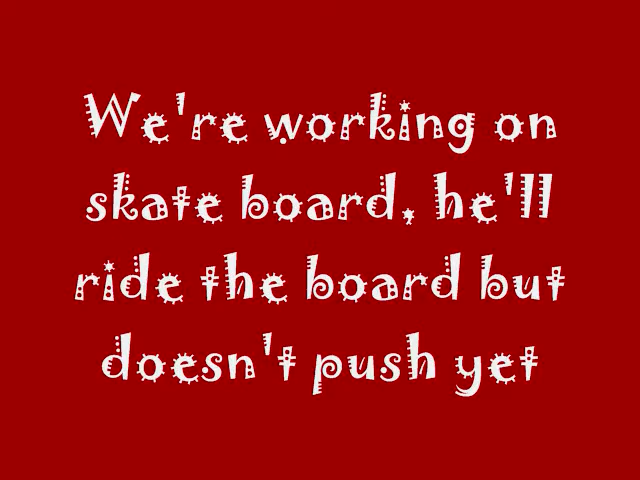 We're working on
skate board, he'll
ride the board but
doesn't push yet